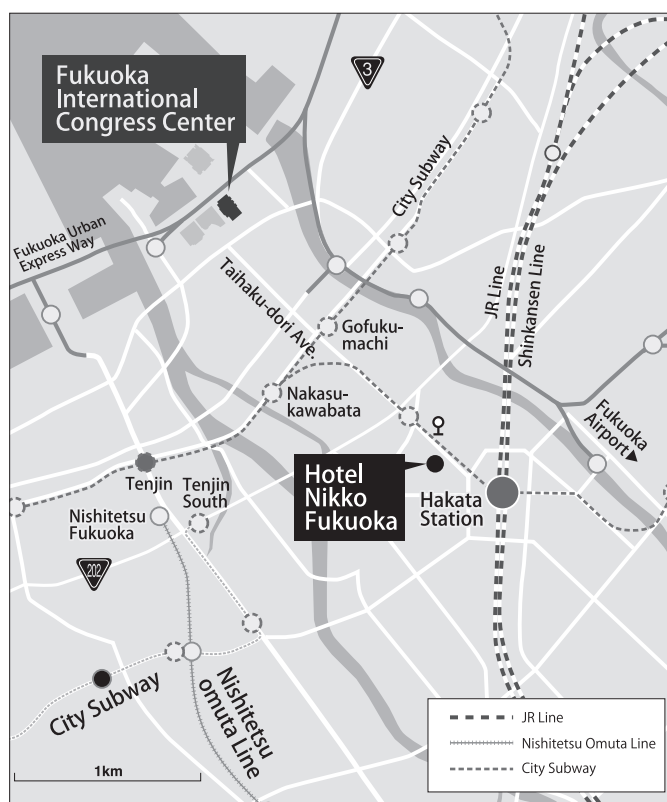 Fukuoka
International
Congress Center
3
City Subway
Fukuoka Urban
Express Way
Taihaku-dori Ave.
JR Line
Shinkansen Line
Gofuku-
machi
Nakasu-
kawabata
Fukuoka
Airport
Tenjin
Tenjin
South
Hotel
Nikko
Fukuoka
Hakata
Station
Nishitetsu
Fukuoka
202
City Subway
Nishitetsu
omuta Line
1km
JR Line
Nishitetsu Omuta Line
City Subway